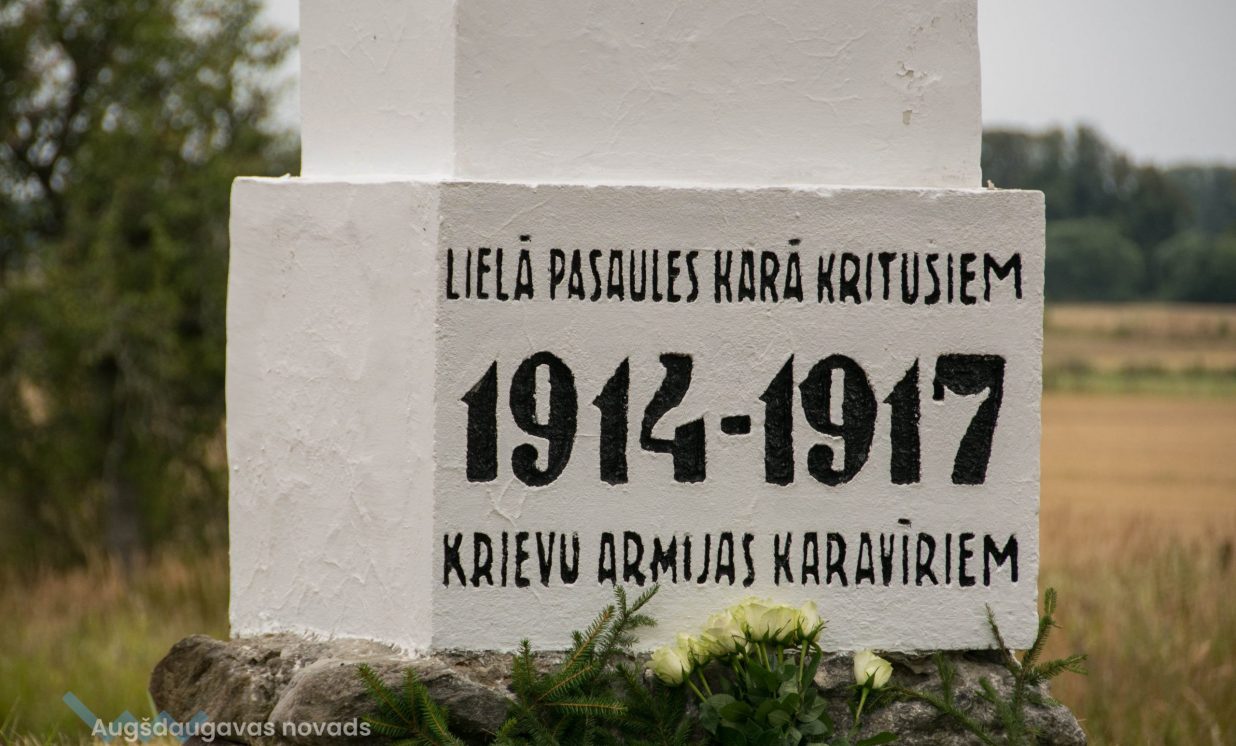 LIELĀ PASAULES KARĀ KRITUSIEM
1914-1917
KRIEVU ARMIJAS KARAVĪRIEM
Augšdaugavas novads